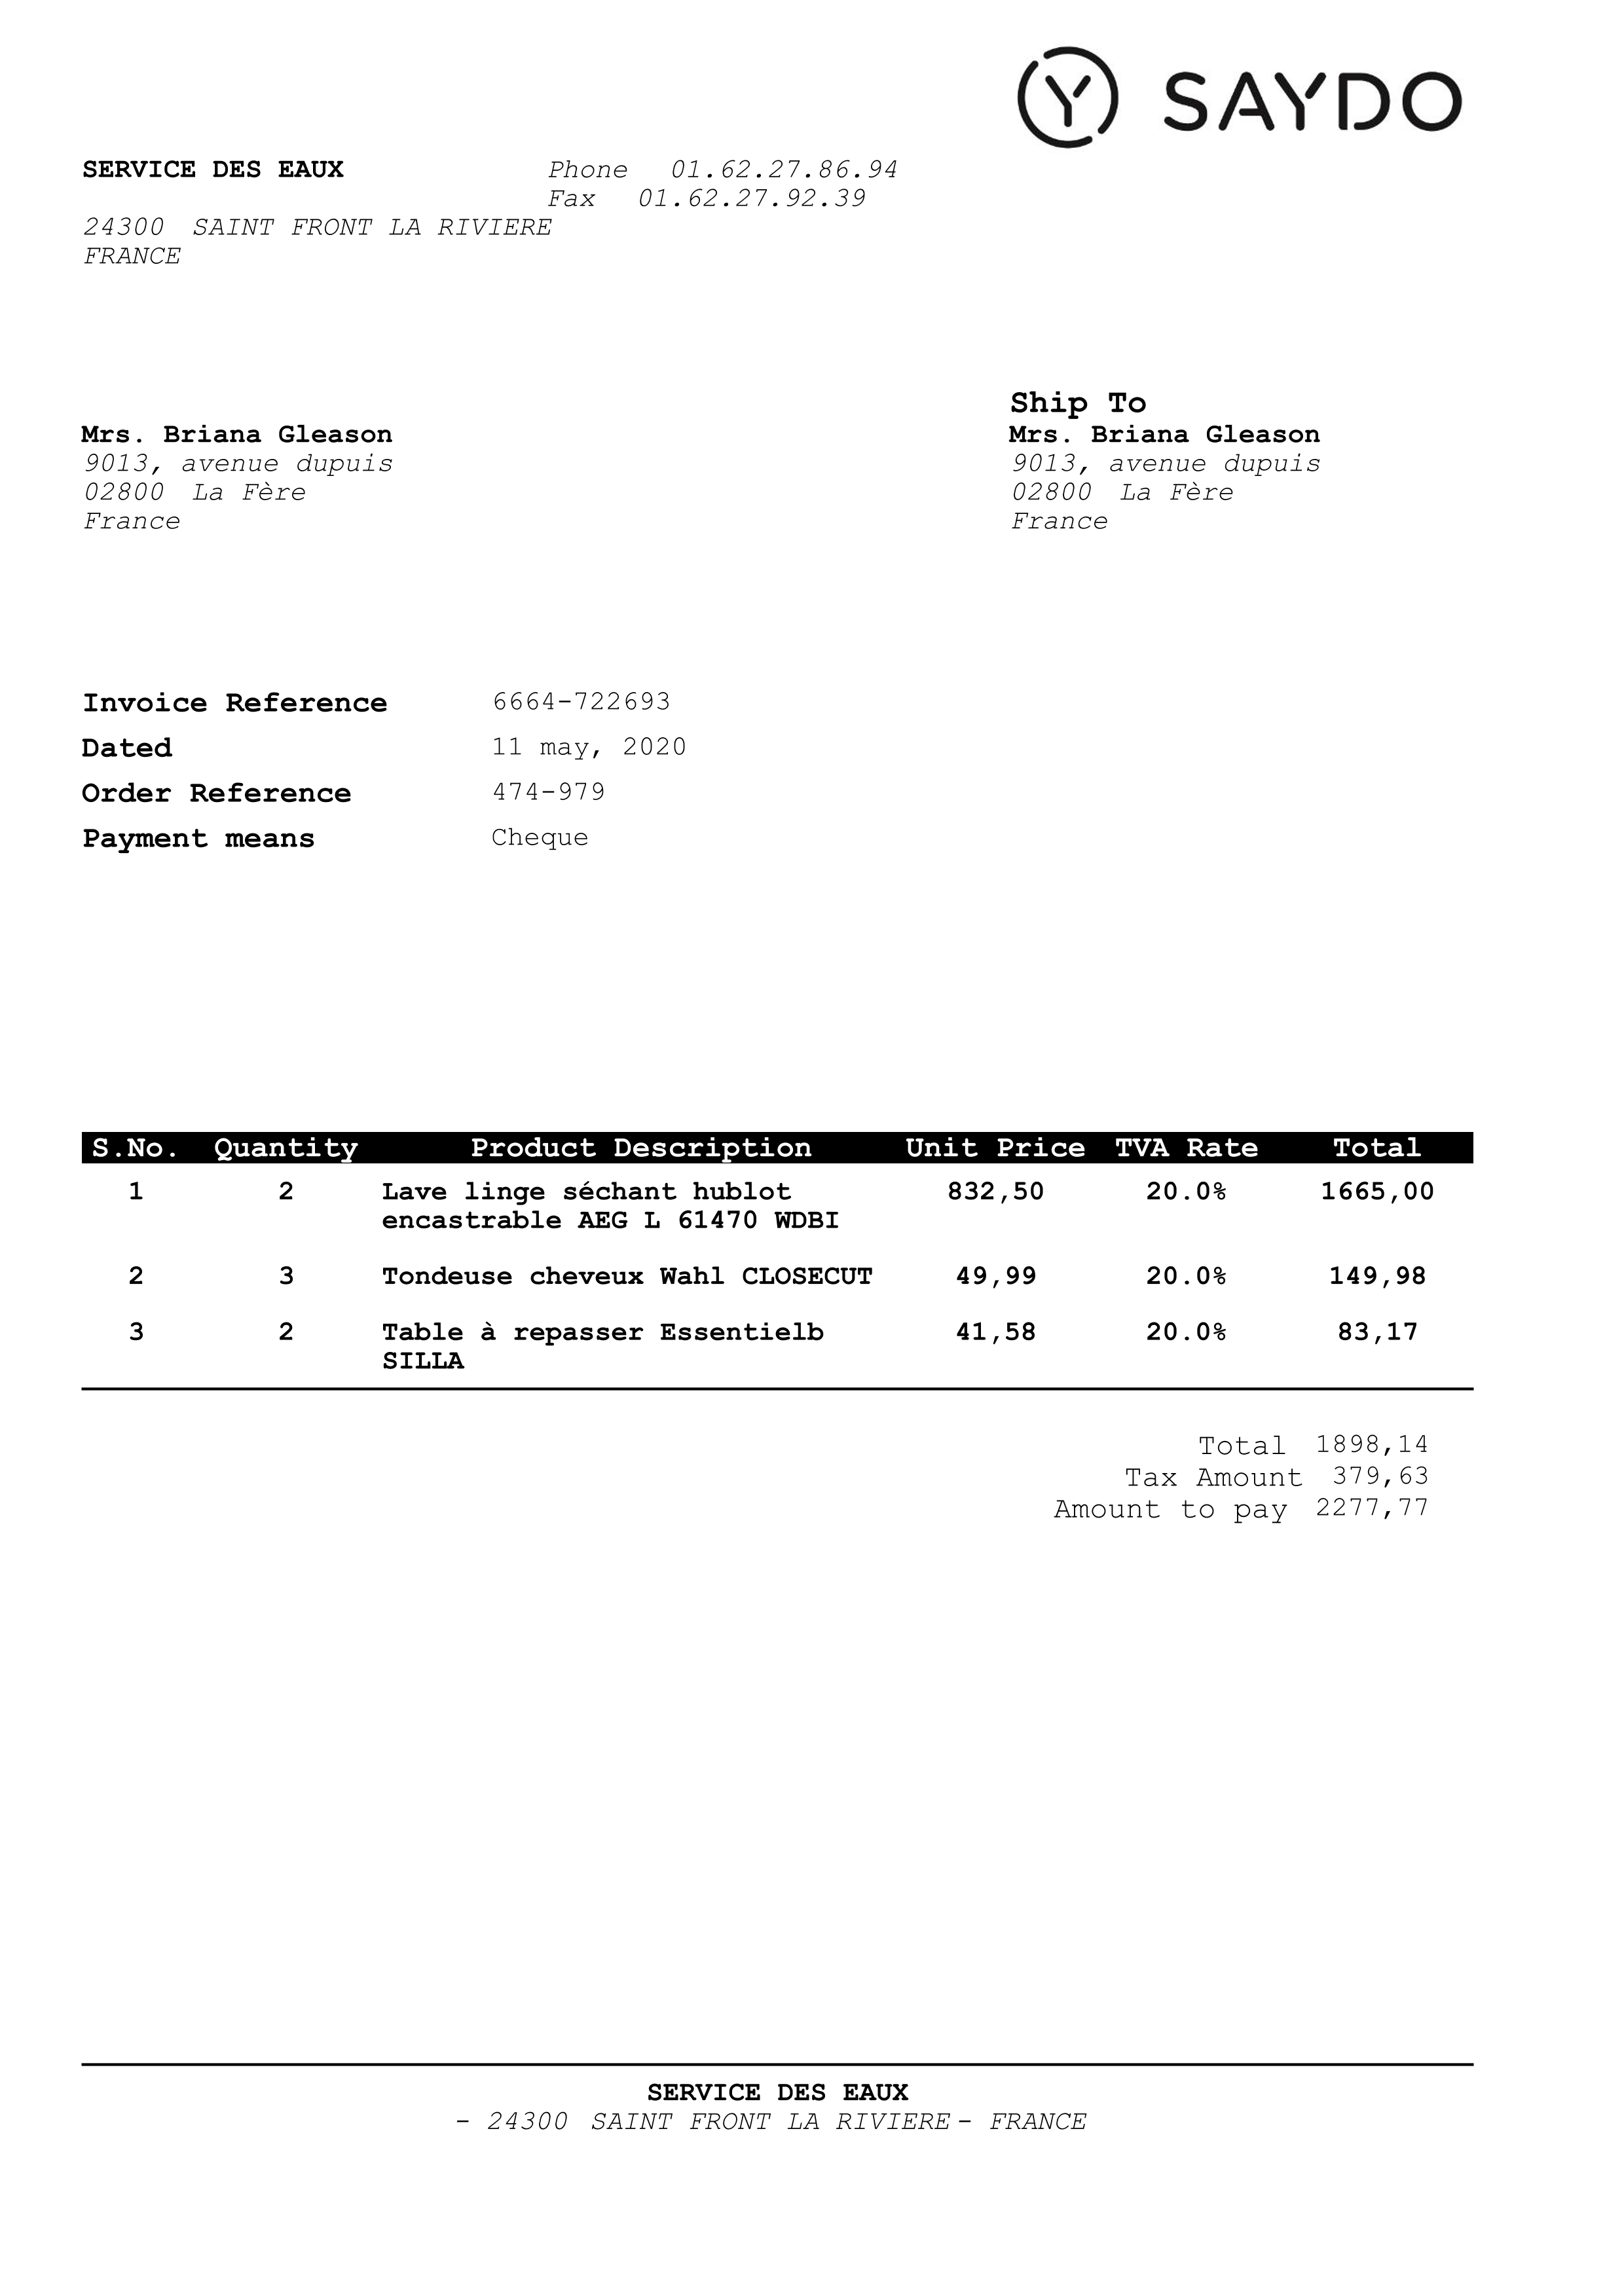 SAYDO
SERVICE DES EAUX
Phone 01.62.27.86.94
Fax 01.62.27.92.39
24300 SAINT FRONT LA RIVIERE
FRANCE
Ship To
Mrs. Briana Gleason
9013, avenue dupuis
02800 La Fère
France
Mrs. Briana Gleason
9013, avenue dupuis
02800 La Fère
France
Invoice Reference 6664-722693
Dated 11 may, 2020
Order Reference 474-979
Payment means Cheque
S.No. Quantity Product Description Unit Price TVA Rate Total
1 2 Lave linge séchant hublot 832,50 20.0% 1665,00
encastrable AEG L 61470 WDBI
2 3 Tondeuse cheveux Wahl CLOSECUT 49,99 20.0% 149,98
3 2 Table à repasser Essentielb 41,58 20.0% 83,17
SILLA
Total 1898,14
Tax Amount 379,63
Amount to pay 2277,77
SERVICE DES EAUX
- 24300 SAINT FRONT LA RIVIERE - FRANCE